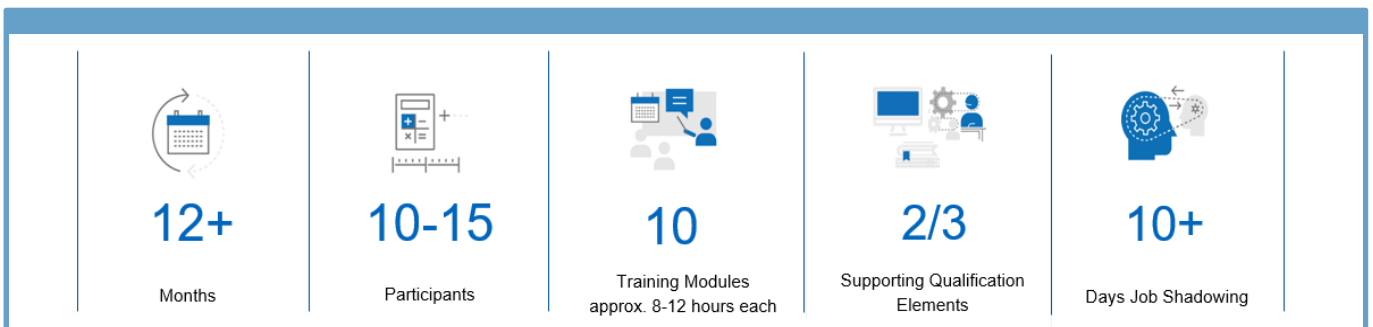 12+
Months
10-15
Participants
10
Training Modules
approx. 8-12 hours each
2/3
Supporting Qualification
Elements
10+
Days Job Shadowing